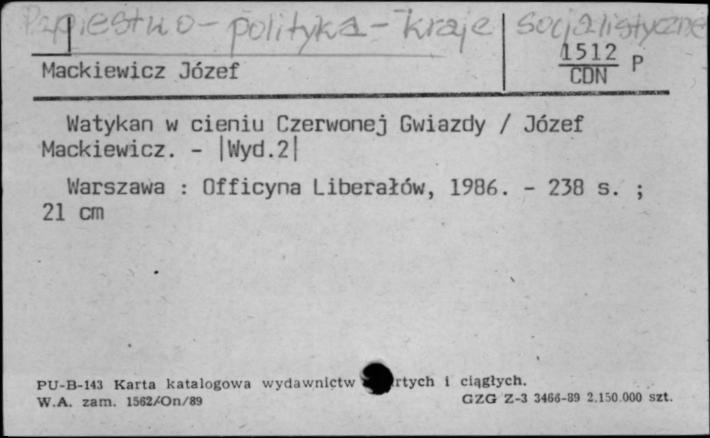 Papiestwo - polityka - kraje socjalistyczne
Mackiewicz Józef
1512
CDN P
Watykan w cieniu Czerwonej Gwiazdy / Józef
Mackiewicz. - |Wyd.2|
Warszawa : Officyna Liberałów, 1986. - 238 s. ;
21 cm
PU-B-143 Karta katalogowa wydawnictw rtych i ciągłych.
W.A. zam. 1562/On/89 GZG Z-3 3466-89 2.150.000 szt.